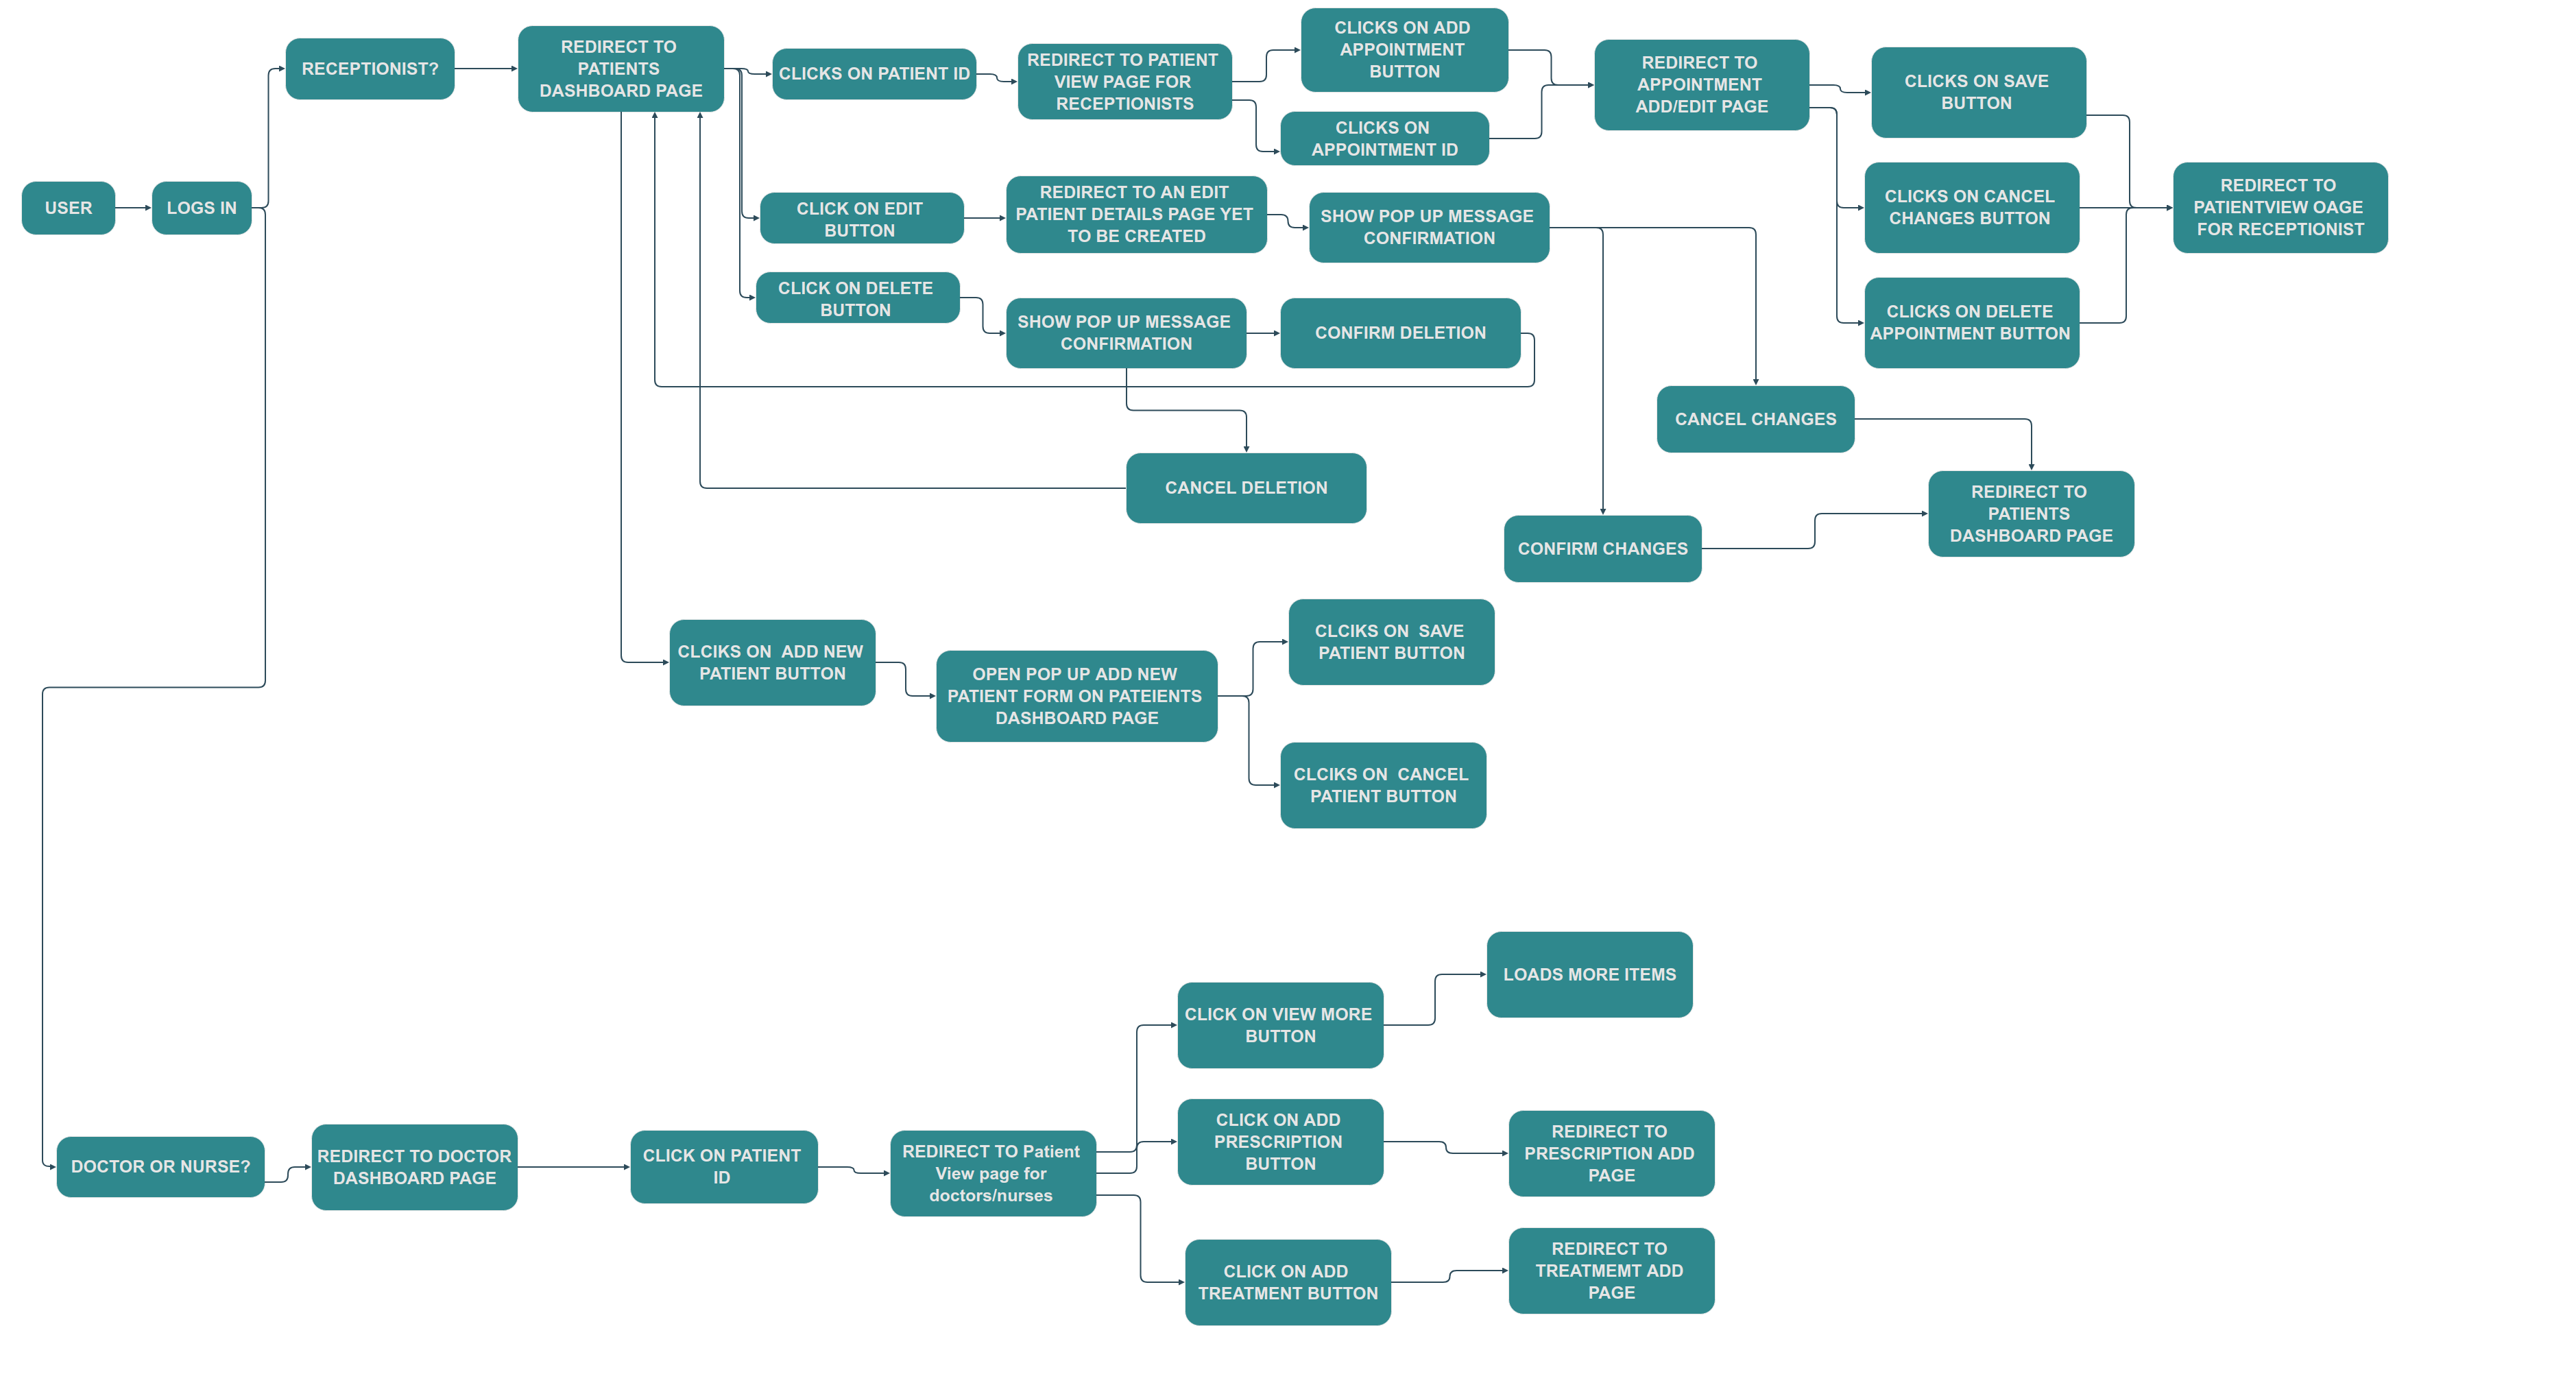 USER
LOGS IN
RECEPTIONIST?
REDIRECT TO
PATIENTS
DASHBOARD PAGE
CLICKS ON PATIENT ID
REDIRECT TO PATIENT
VIEW PAGE FOR
RECEPTIONISTS
CLICKS ON ADD
APPOINTMENT
BUTTON
CLICKS ON
APPOINTMENT ID
REDIRECT TO
APPOINTMENT
ADD/EDIT PAGE
CLICKS ON SAVE
BUTTON
CLICKS ON CANCEL
CHANGES BUTTON
CLICKS ON DELETE
APPOINTMENT BUTTON
REDIRECT TO
PATIENTVIEW OAGE
FOR RECEPTIONIST
CLICK ON EDIT
BUTTON
REDIRECT TO AN EDIT
PATIENT DETAILS PAGE YET
TO BE CREATED
SHOW POP UP MESSAGE
CONFIRMATION
CLICK ON DELETE
BUTTON
SHOW POP UP MESSAGE
CONFIRMATION
CONFIRM DELETION
CANCEL DELETION
CANCEL CHANGES
CONFIRM CHANGES
REDIRECT TO
PATIENTS
DASHBOARD PAGE
CLCIKS ON ADD NEW
PATIENT BUTTON
OPEN POP UP ADD NEW
PATIENT FORM ON PATEIENTS
DASHBOARD PAGE
CLCIKS ON SAVE
PATIENT BUTTON
CLCIKS ON CANCEL
PATIENT BUTTON
DOCTOR OR NURSE?
REDIRECT TO DOCTOR
DASHBOARD PAGE
CLICK ON PATIENT
ID
REDIRECT TO Patient
View page for
doctors/nurses
CLICK ON VIEW MORE
BUTTON
LOADS MORE ITEMS
CLICK ON ADD
PRESCRIPTION
BUTTON
REDIRECT TO
PRESCRIPTION ADD
PAGE
CLICK ON ADD
TREATMENT BUTTON
REDIRECT TO
TREATMEMT ADD
PAGE